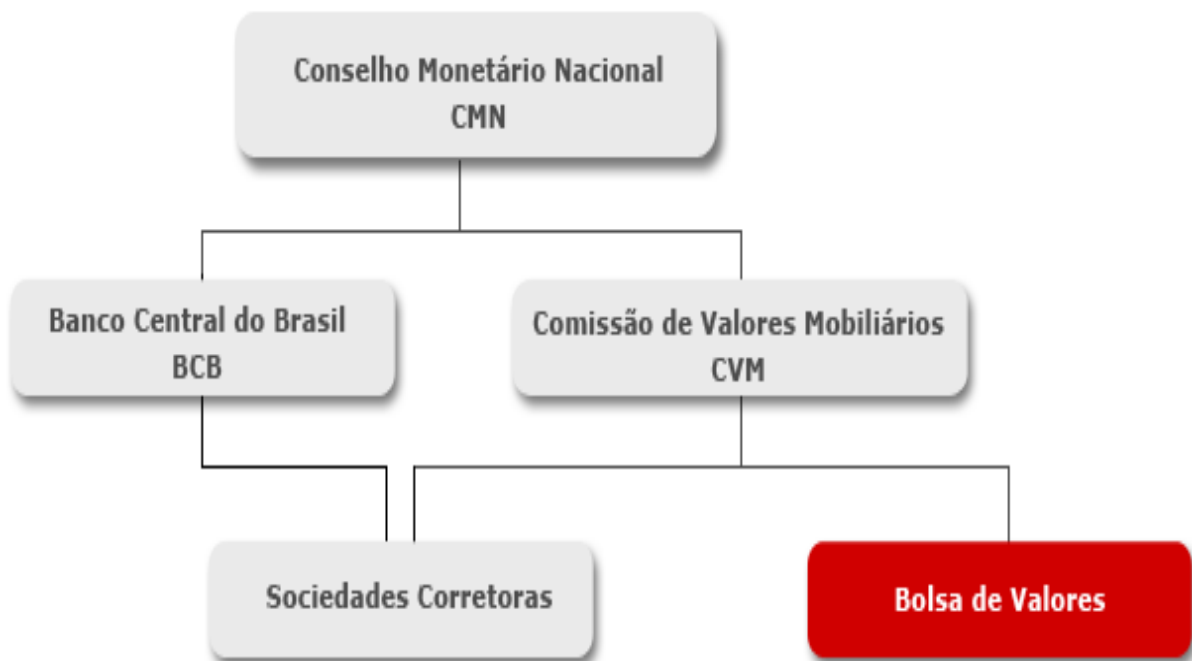 Conselho Monetário Nacional
CMN
Banco Central do Brasil
BCB
Comissão de Valores Mobiliários
CVM
Sociedades Corretoras
Bolsa de Valores